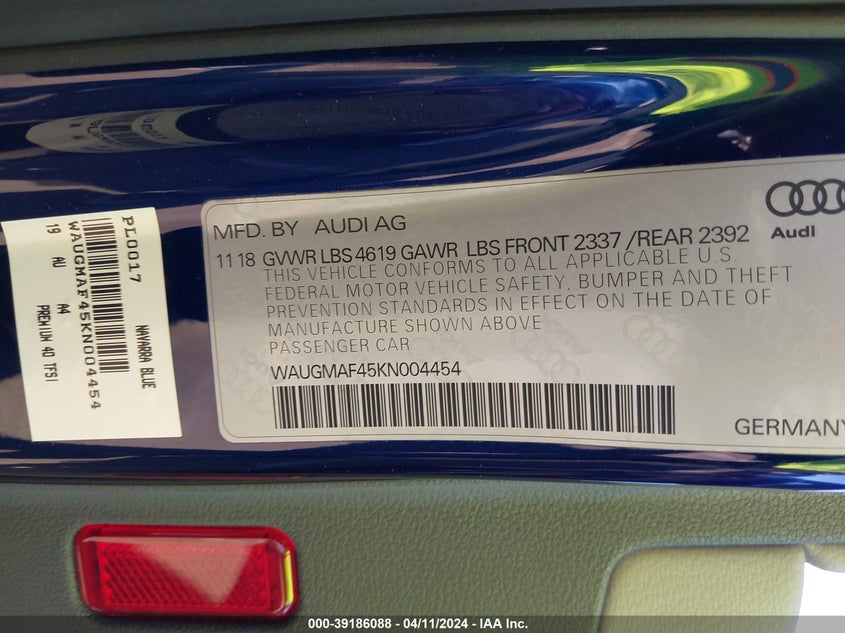 PL0017
NAVARRA BLUE
WAUGMAF45KN004454
19 AU A4 PREMIUM 40 TFSI
MFD. BY AUDI AG
11 18 GVWR LBS 4619 GAWR LBS FRONT 2337 /REAR 2392
THIS VEHICLE CONFORMS TO ALL APPLICABLE U.S.
FEDERAL MOTOR VEHICLE SAFETY, BUMPER AND THEFT
PREVENTION STANDARDS IN EFFECT ON THE DATE OF
MANUFACTURE SHOWN ABOVE
PASSENGER CAR
WAUGMAF45KN004454
Audi
GERMANY
000-39186088 - 04/11/2024 - IAA Inc.